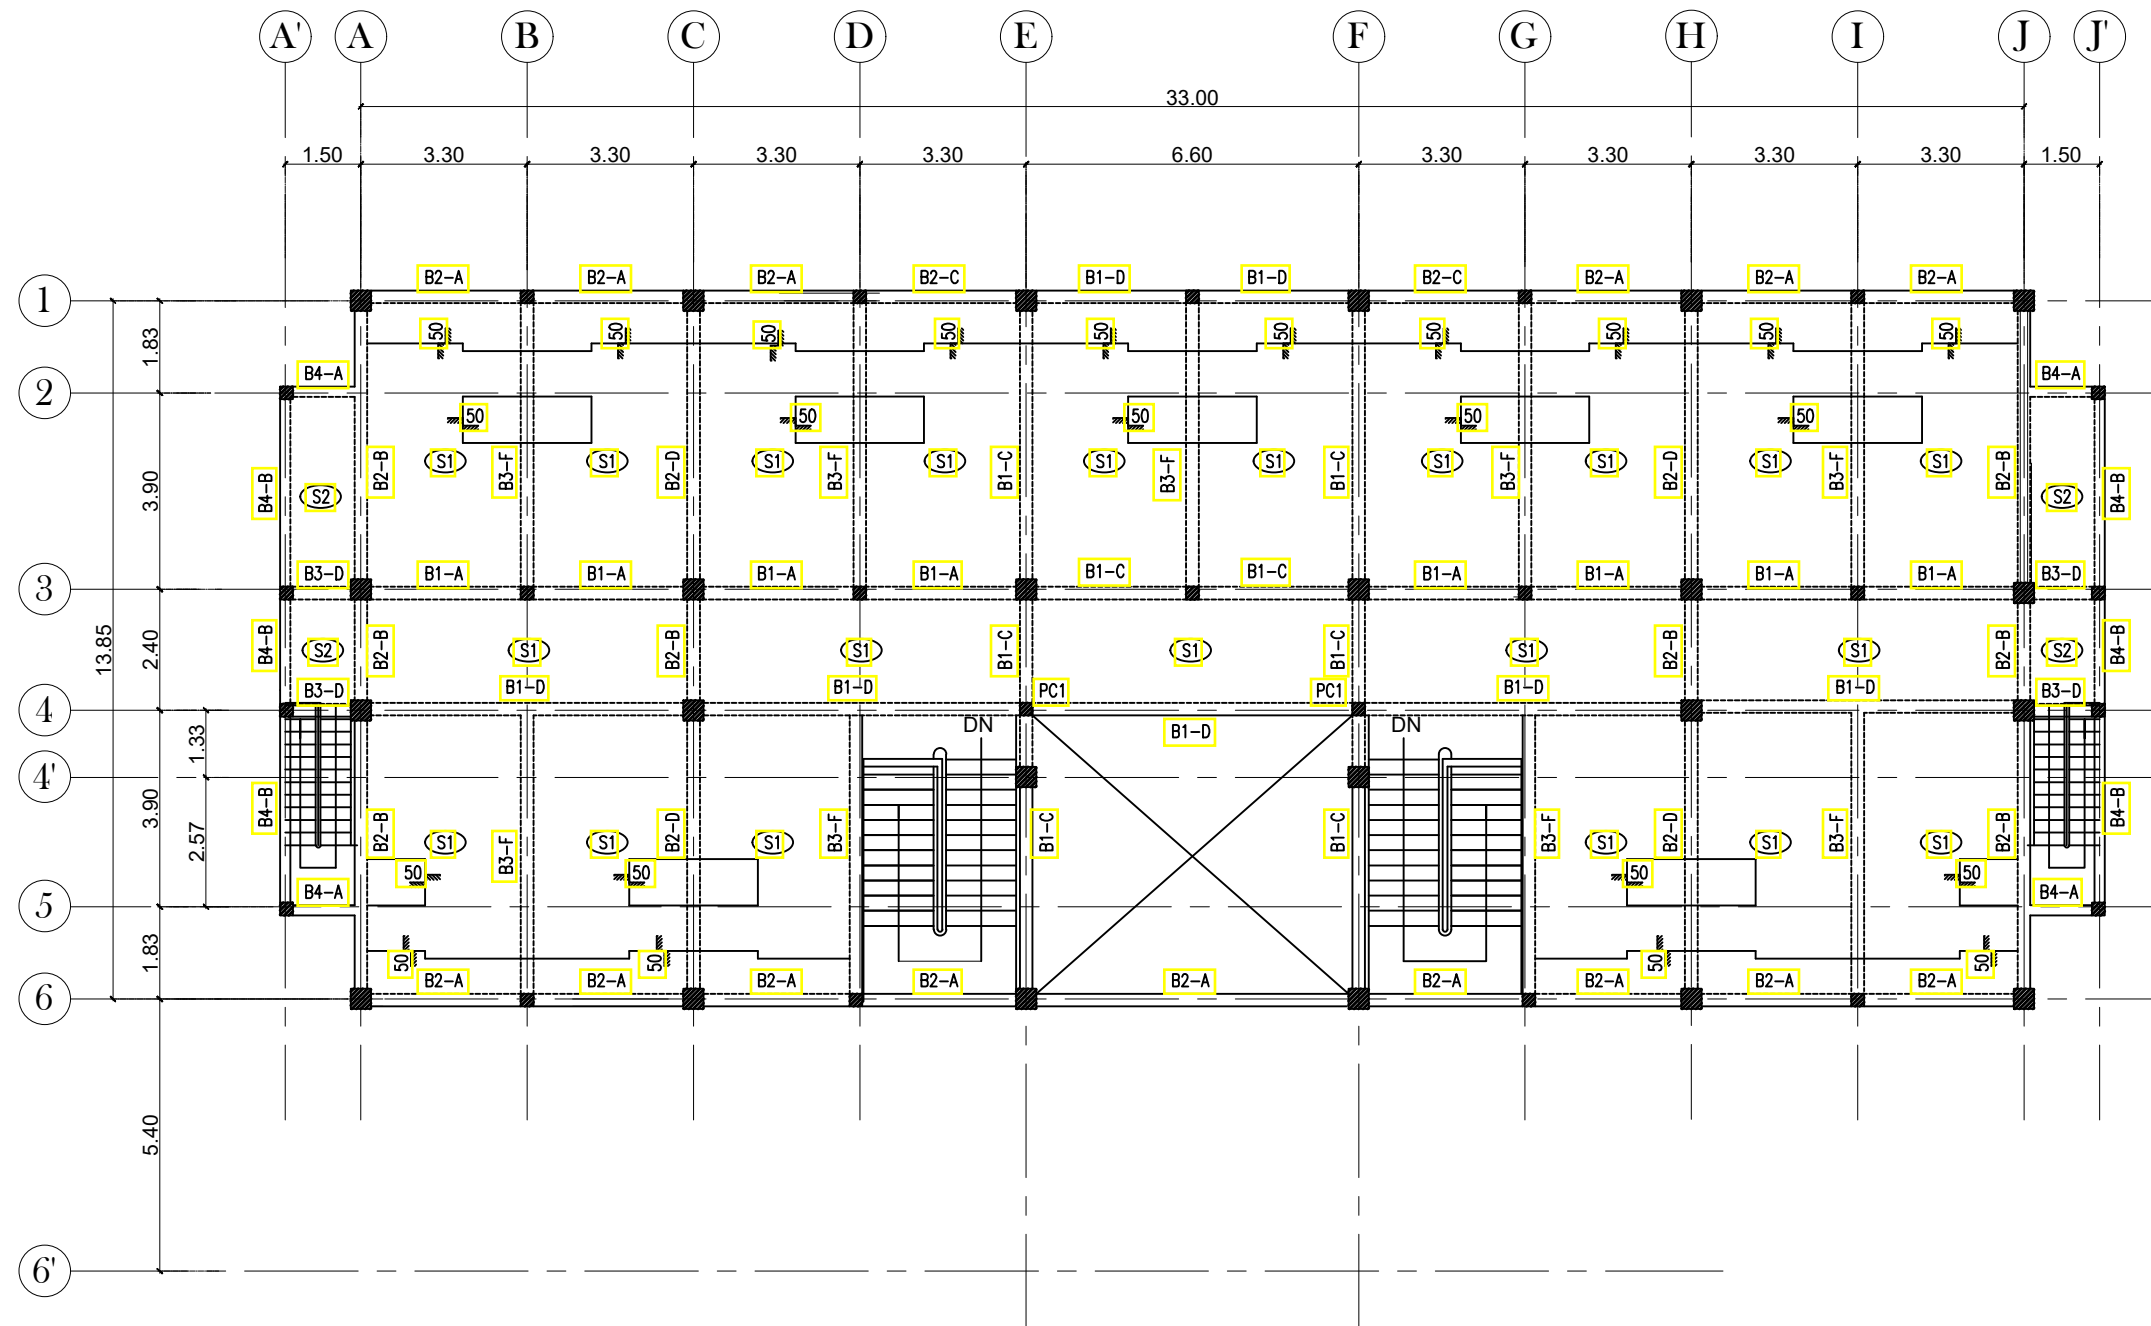 A' A B C D E F G H I J J'
33.00
1.50 3.30 3.30 3.30 3.30 6.60 3.30 3.30 3.30 3.30 1.50
B2-A B2-A B2-A B2-C B1-D B1-D B2-C B2-A B2-A B2-A
1
50 50 50 50 50 50 50 50 50 50
1.83
B4-A B4-A
2
50 50 50 50 50
S1 S1 S1 S1 S1 S1 S1 S1 S1 S1
B4-B B2-B B3-F B2-D B3-F B1-C B3-F B1-C B3-F B2-D B3-F B2-B B4-B
3.90
S2 S2
B3-D B1-A B1-A B1-A B1-A B1-C B1-C B1-A B1-A B1-A B1-A B3-D
3
13.85 2.40
B4-B S2 B2-B S1 B2-B S1 B1-C S1 B1-C S1 B2-B S1 B2-B S2 B4-B
B3-D B1-D B1-D PC1 PC1 B1-D B1-D B3-D
4
1.33
DN B1-D DN
4'
3.90 2.57
B4-B B2-B S1 B3-F S1 B2-D S1 B3-F B1-C B1-C B3-F S1 B2-D S1 B3-F S1 B2-B B4-B
50 50 50 50
B4-A B4-A
5
1.83
50 50 50 50
B2-A B2-A B2-A B2-A B2-A B2-A B2-A B2-A B2-A
6
5.40
6'